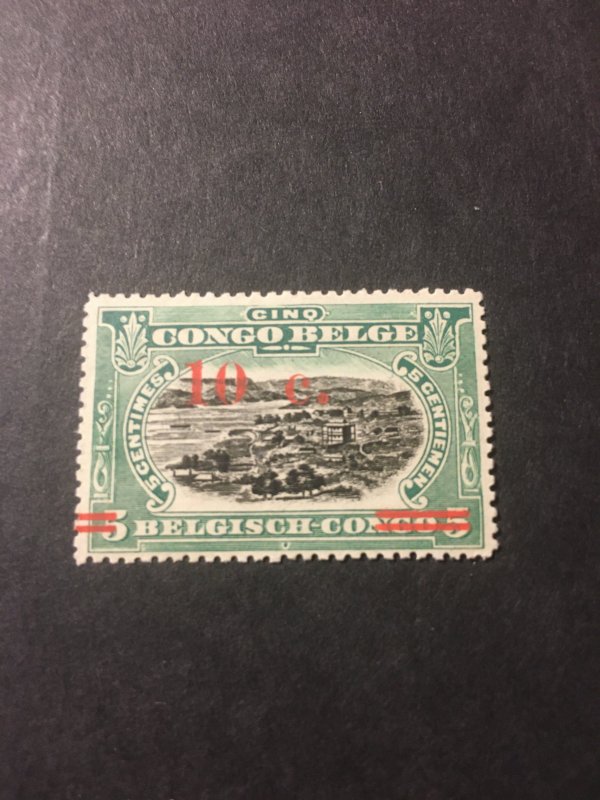 CINQ
CONGO BELGE
10 c.
5 CENTIMES.
5 CENTIEMEN.
5 BELGISCH-CONGO 5